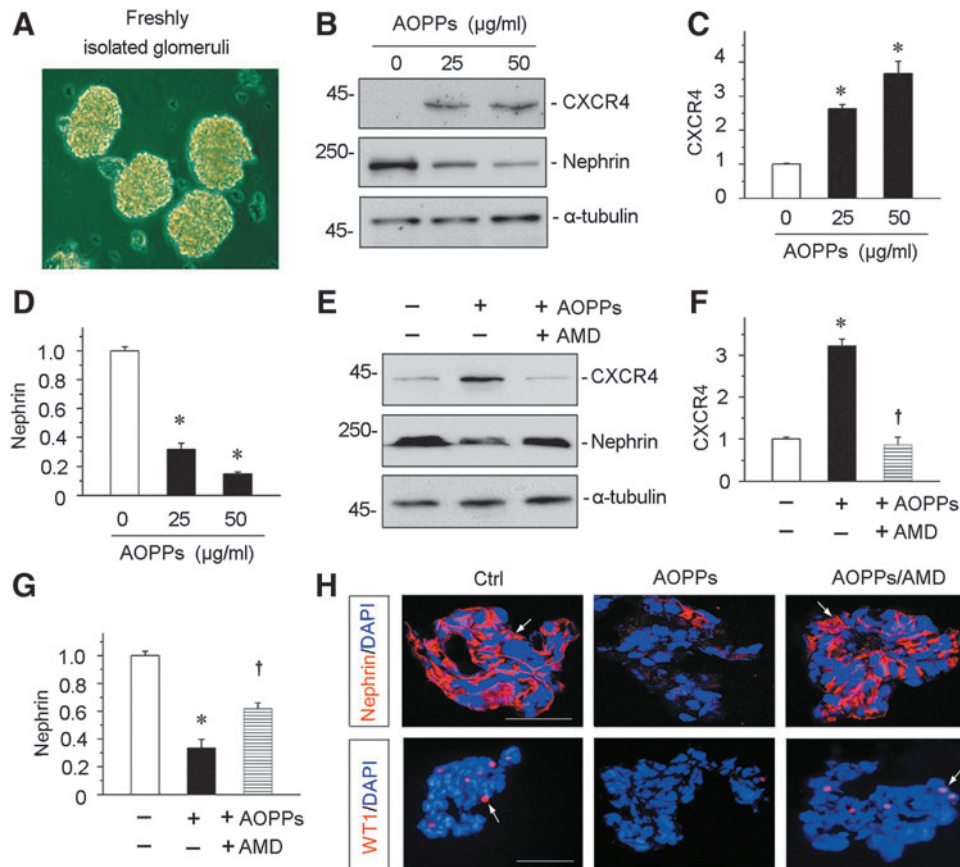 A
Freshly
isolated glomeruli
B
AOPPs (µg/ml)
0 25 50
45-
- CXCR4
250-
- Nephrin
45-
- α-tubulin
C
CXCR4
4
3
2
1
0
* *
0 25 50
AOPPs (µg/ml)
D
Nephrin
1.0
0.8
0.6
0.4
0.2
0
* *
0 25 50
AOPPs (µg/ml)
E
− + + AOPPs
− − + AMD
45-
- CXCR4
250-
- Nephrin
45-
- α-tubulin
F
CXCR4
3
2
1
0
* †
− + + AOPPs
− − + AMD
G
Nephrin
1.0
0.8
0.6
0.4
0.2
0
* †
− + + AOPPs
− − + AMD
H
Ctrl AOPPs AOPPs/AMD
Nephrin/DAPI
WT1/DAPI